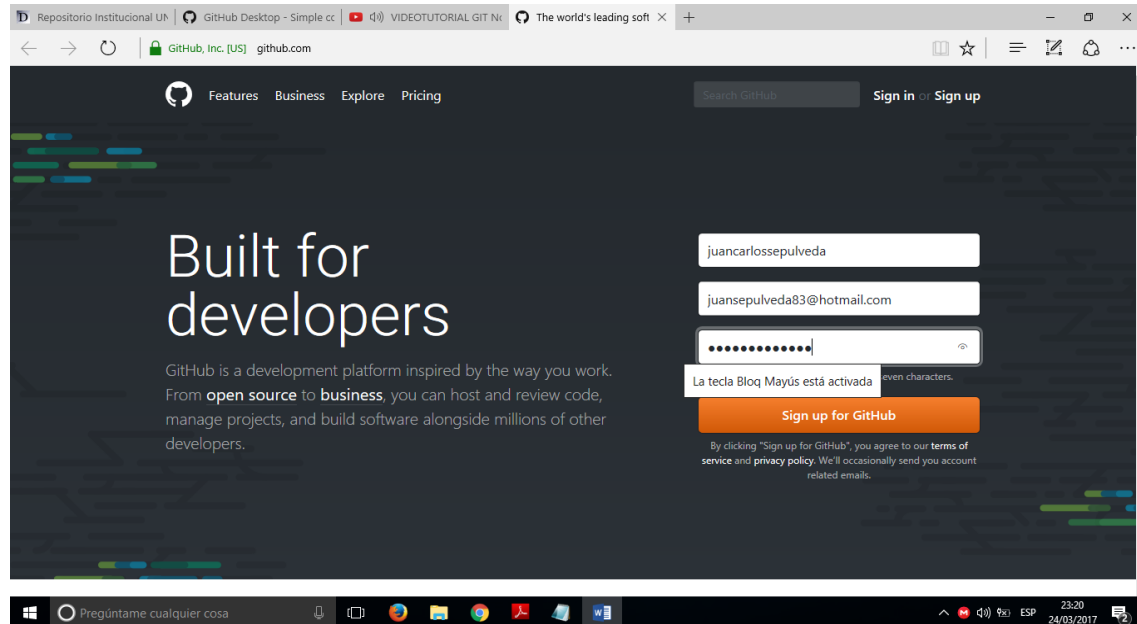 Repositorio Institucional UN
GitHub Desktop - Simple cc
VIDEOTUTORIAL GIT No
The world's leading soft
GitHub, Inc. [US] github.com
Features Business Explore Pricing
Search GitHub
Sign in or Sign up
Built for
developers
GitHub is a development platform inspired by the way you work.
From open source to business, you can host and review code,
manage projects, and build software alongside millions of other
developers.
juancarlossepulveda
juansepulveda83@hotmail.com
●●●●●●●●●●●●●
La tecla Bloq Mayús está activada
even characters.
Sign up for GitHub
By clicking "Sign up for GitHub", you agree to our terms of
service and privacy policy. We'll occasionally send you account
related emails.
Pregúntame cualquier cosa
ESP
23:20
24/03/2017
2